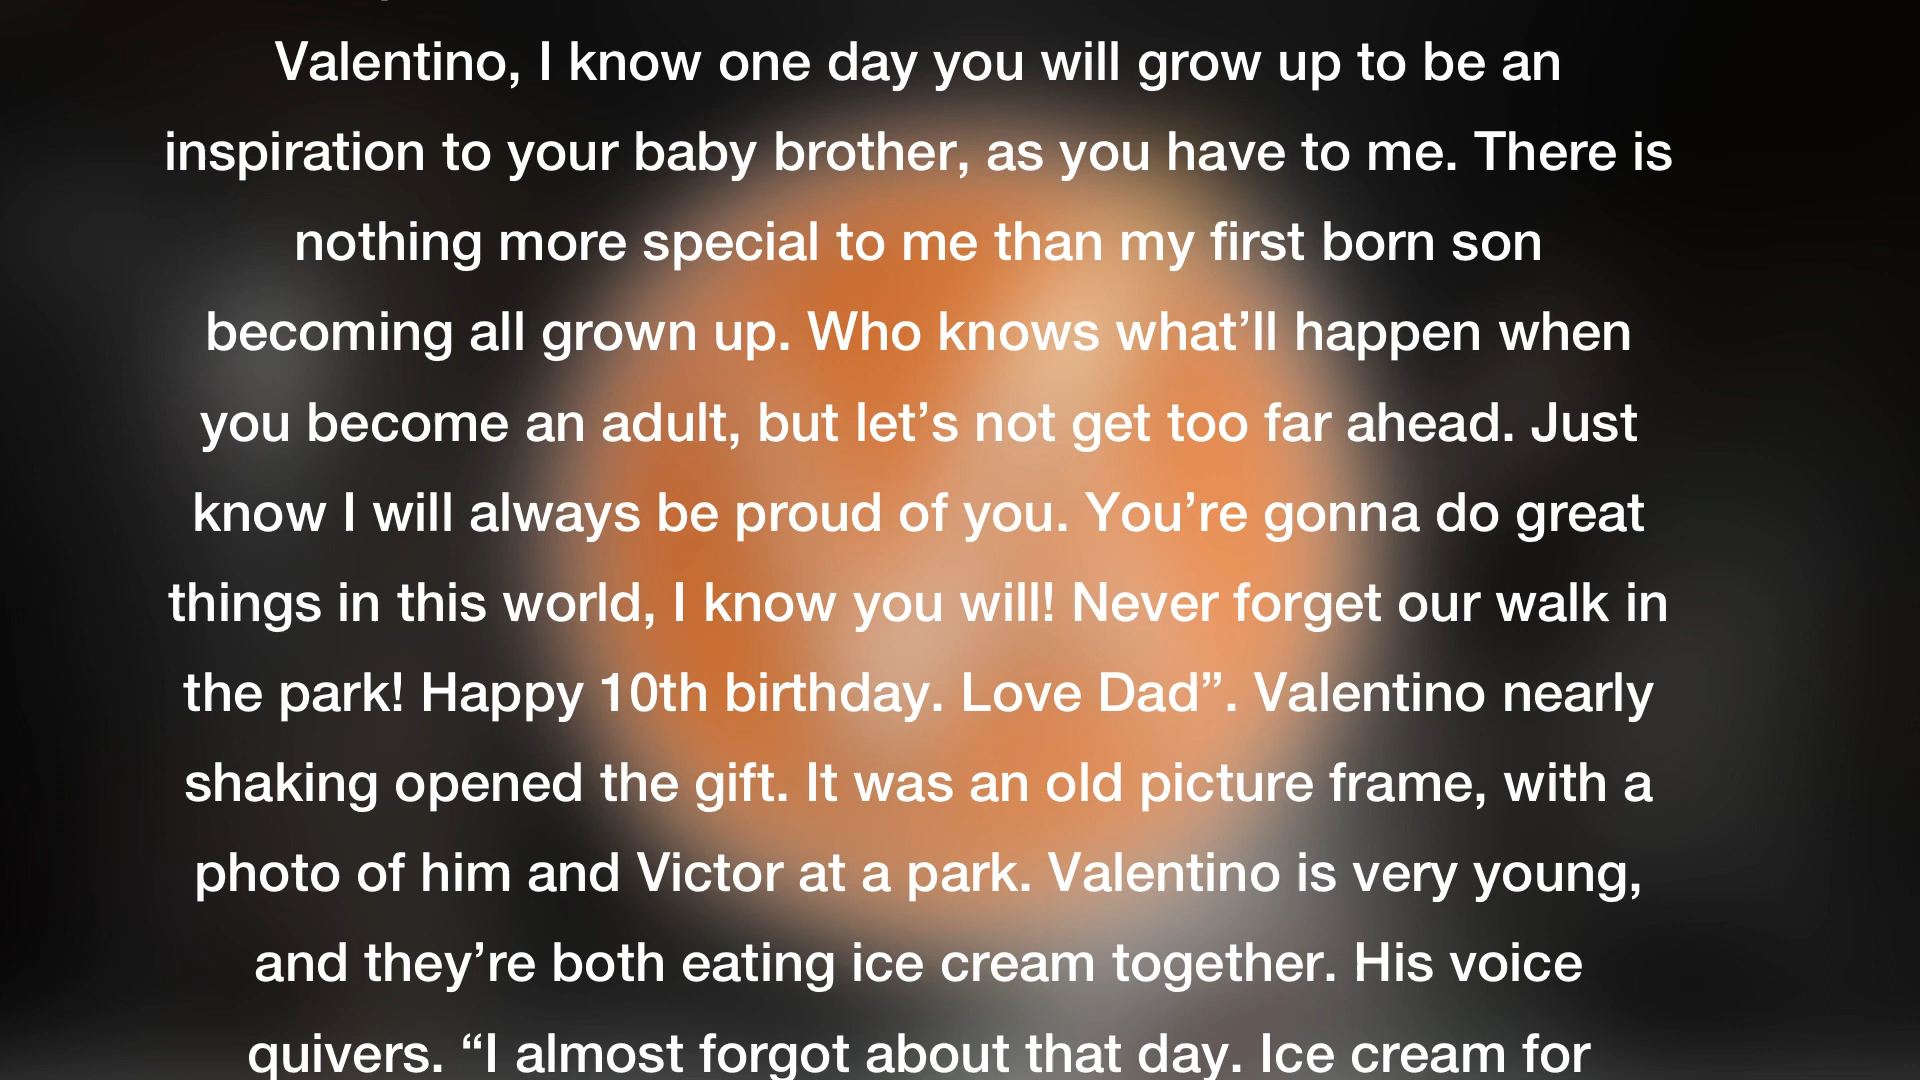 Valentino, I know one day you will grow up to be an
inspiration to your baby brother, as you have to me. There is
nothing more special to me than my first born son
becoming all grown up. Who knows what’ll happen when
you become an adult, but let’s not get too far ahead. Just
know I will always be proud of you. You’re gonna do great
things in this world, I know you will! Never forget our walk in
the park! Happy 10th birthday. Love Dad”. Valentino nearly
shaking opened the gift. It was an old picture frame, with a
photo of him and Victor at a park. Valentino is very young,
and they’re both eating ice cream together. His voice
quivers. “I almost forgot about that day. Ice cream for